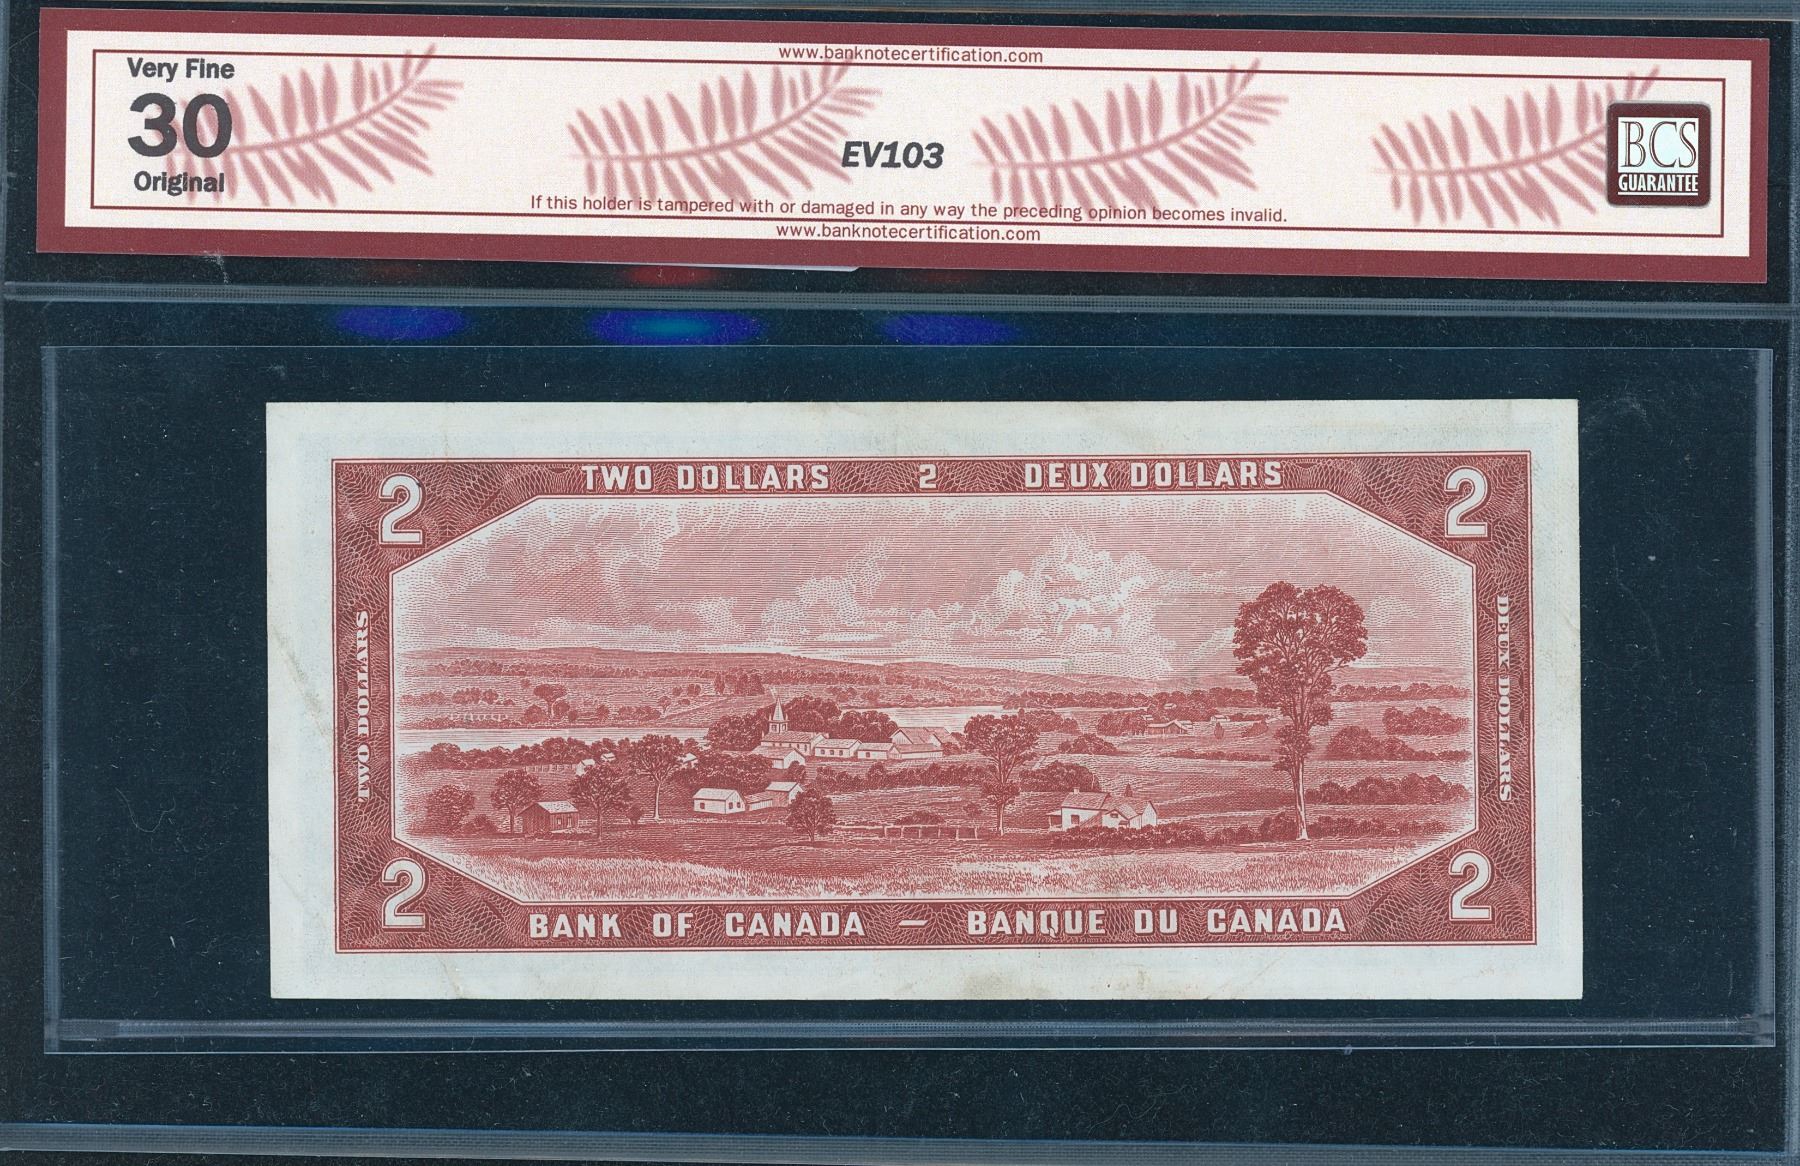 www.banknotecertification.com
Very Fine
30
Original
EV103
BCS
GUARANTEE
If this holder is tampered with or damaged in any way the preceding opinion becomes invalid.
www.banknotecertification.com
2 TWO DOLLARS 2 DEUX DOLLARS 2
TWO DOLLARS
DEUX DOLLARS
2 BANK OF CANADA — BANQUE DU CANADA 2